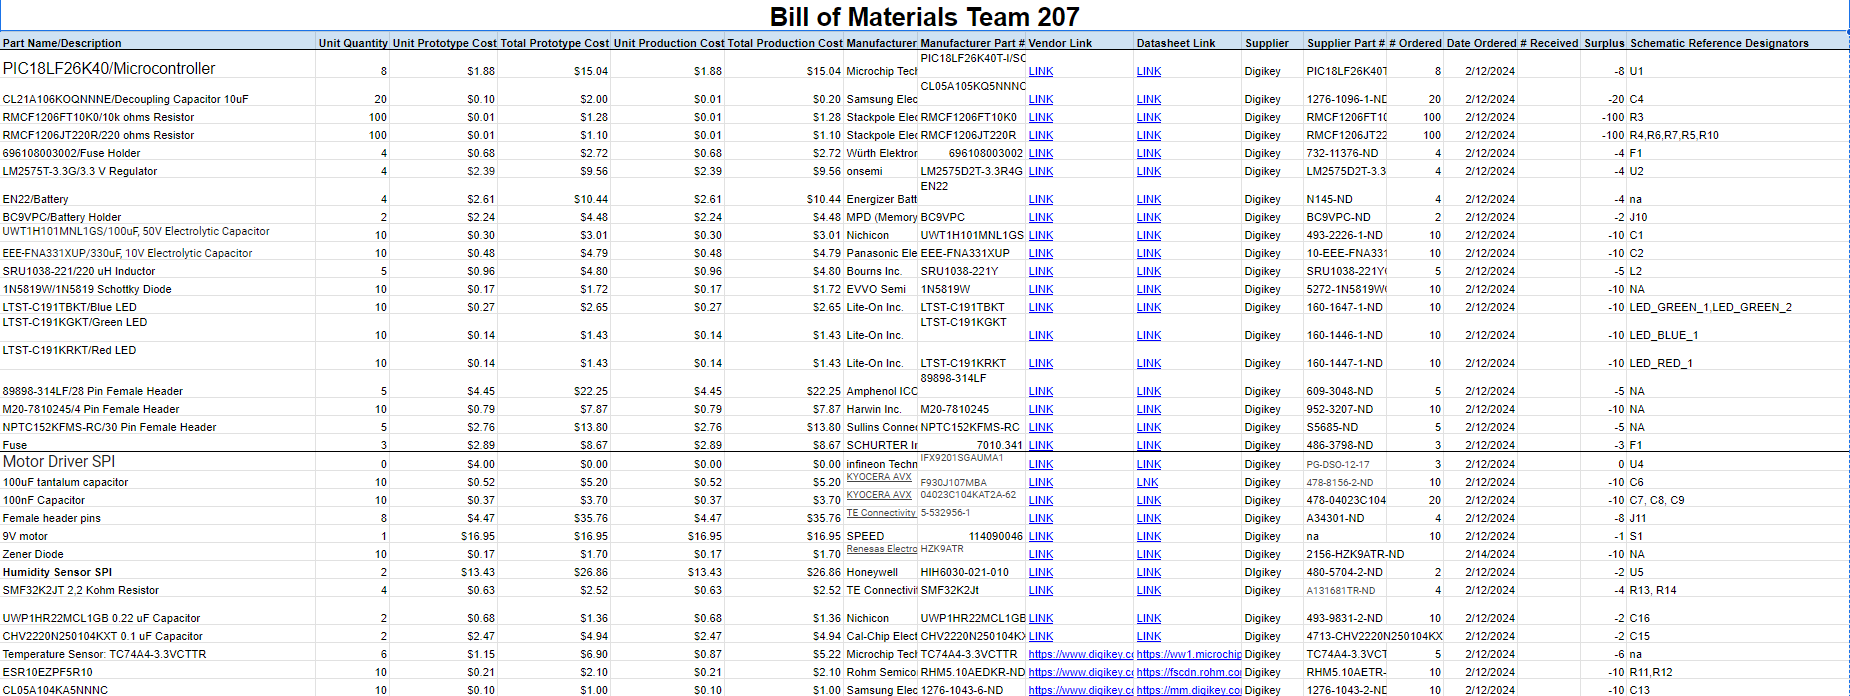 Bill of Materials Team 207
Part Name/Description Unit Quantity Unit Prototype Cost Total Prototype Cost Unit Production Cost Total Production Cost Manufacturer Manufacturer Part # Vendor Link Datasheet Link Supplier Supplier Part # # Ordered Date Ordered # Received Surplus Schematic Reference Designators
PIC18LF26K40/Microcontroller 8 $1.88 $15.04 $1.88 $15.04 Microchip Tech PIC18LF26K40T-I/SO LINK LINK Digikey PIC18LF26K40T 8 2/12/2024 -8 U1
CL21A106KOQNNNE/Decoupling Capacitor 10uF 20 $0.10 $2.00 $0.01 $0.20 Samsung Elec CL05A105KQ5NNNC LINK LINK Digikey 1276-1096-1-ND 20 2/12/2024 -20 C4
RMCF1206FT10K0/10k ohms Resistor 100 $0.01 $1.28 $0.01 $1.28 Stackpole Elec RMCF1206FT10K0 LINK LINK Digikey RMCF1206FT10 100 2/12/2024 -100 R3
RMCF1206JT220R/220 ohms Resistor 100 $0.01 $1.10 $0.01 $1.10 Stackpole Elec RMCF1206JT220R LINK LINK Digikey RMCF1206JT22 100 2/12/2024 -100 R4,R6,R7,R5,R10
696108003002/Fuse Holder 4 $0.68 $2.72 $0.68 $2.72 Würth Elektror 696108003002 LINK LINK Digikey 732-11376-ND 4 2/12/2024 -4 F1
LM2575T-3.3G/3.3 V Regulator 4 $2.39 $9.56 $2.39 $9.56 onsemi LM2575D2T-3.3R4G LINK LINK Digikey LM2575D2T-3.3 4 2/12/2024 -4 U2
EN22/Battery 4 $2.61 $10.44 $2.61 $10.44 Energizer Batt EN22 LINK LINK Digikey N145-ND 4 2/12/2024 -4 na
BC9VPC/Battery Holder 2 $2.24 $4.48 $2.24 $4.48 MPD (Memory BC9VPC LINK LINK Digikey BC9VPC-ND 2 2/12/2024 -2 J10
UWT1H101MNL1GS/100uF, 50V Electrolytic Capacitor 10 $0.30 $3.01 $0.30 $3.01 Nichicon UWT1H101MNL1GS LINK LINK Digikey 493-2226-1-ND 10 2/12/2024 -10 C1
EEE-FNA331XUP/330uF, 10V Electrolytic Capacitor 10 $0.48 $4.79 $0.48 $4.79 Panasonic Ele EEE-FNA331XUP LINK LINK Digikey 10-EEE-FNA331 10 2/12/2024 -10 C2
SRU1038-221/220 uH Inductor 5 $0.96 $4.80 $0.96 $4.80 Bourns Inc. SRU1038-221Y LINK LINK Digikey SRU1038-221Y 5 2/12/2024 -5 L2
1N5819W/1N5819 Schottky Diode 10 $0.17 $1.72 $0.17 $1.72 EVVO Semi 1N5819W LINK LINK Digikey 5272-1N5819W 10 2/12/2024 -10 NA
LTST-C191TBKT/Blue LED 10 $0.27 $2.65 $0.27 $2.65 Lite-On Inc. LTST-C191TBKT LINK LINK Digikey 160-1647-1-ND 10 2/12/2024 -10 LED_GREEN_1,LED_GREEN_2
LTST-C191KGKT/Green LED 10 $0.14 $1.43 $0.14 $1.43 Lite-On Inc. LTST-C191KGKT LINK LINK Digikey 160-1446-1-ND 10 2/12/2024 -10 LED_BLUE_1
LTST-C191KRKT/Red LED 10 $0.14 $1.43 $0.14 $1.43 Lite-On Inc. LTST-C191KRKT LINK LINK Digikey 160-1447-1-ND 10 2/12/2024 -10 LED_RED_1
89898-314LF/28 Pin Female Header 5 $4.45 $22.25 $4.45 $22.25 Amphenol ICC 89898-314LF LINK LINK Digikey 609-3048-ND 5 2/12/2024 -5 NA
M20-7810245/4 Pin Female Header 10 $0.79 $7.87 $0.79 $7.87 Harwin Inc. M20-7810245 LINK LINK Digikey 952-3207-ND 10 2/12/2024 -10 NA
NPTC152KFMS-RC/30 Pin Female Header 5 $2.76 $13.80 $2.76 $13.80 Sullins Connec NPTC152KFMS-RC LINK LINK Digikey S5685-ND 5 2/12/2024 -5 NA
Fuse 3 $2.89 $8.67 $2.89 $8.67 SCHURTER Ir 7010.341 LINK LINK Digikey 486-3798-ND 3 2/12/2024 -3 F1
Motor Driver SPI 0 $4.00 $0.00 $0.00 $0.00 infineon Techn IFX9201SGAUMA1 LINK LINK Digikey PG-DSO-12-17 3 2/12/2024 0 U4
100uF tantalum capacitor 10 $0.52 $5.20 $0.52 $5.20 KYOCERA AVX F930J107MBA LINK LNK Digikey 478-8156-2-ND 10 2/12/2024 -10 C6
100nF Capacitor 10 $0.37 $3.70 $0.37 $3.70 KYOCERA AVX 04023C104KAT2A-62 LINK LINK Digikey 478-04023C104 20 2/12/2024 -10 C7, C8, C9
Female header pins 8 $4.47 $35.76 $4.47 $35.76 TE Connectivity 5-532956-1 LINK LINK Digikey A34301-ND 4 2/12/2024 -8 J11
9V motor 1 $16.95 $16.95 $16.95 $16.95 SPEED 114090046 LINK LINK Digikey na 10 2/12/2024 -1 S1
Zener Diode 10 $0.17 $1.70 $0.17 $1.70 Renesas Electro HZK9ATR LINK LINK Digikey 2156-HZK9ATR-ND 2/14/2024 -10 NA
Humidity Sensor SPI 2 $13.43 $26.86 $13.43 $26.86 Honeywell HIH6030-021-010 LINK LINK Digikey 480-5704-2-ND 2 2/12/2024 -2 U5
SMF32K2JT 2,2 Kohm Resistor 4 $0.63 $2.52 $0.63 $2.52 TE Connectivit SMF32K2Jt LINK LINK Digikey A131681TR-ND 4 2/12/2024 -4 R13, R14
UWP1HR22MCL1GB 0.22 uF Capacitor 2 $0.68 $1.36 $0.68 $1.36 Nichicon UWP1HR22MCL1GB LINK LINK Digikey 493-9831-2-ND 10 2/12/2024 -2 C16
CHV2220N250104KXT 0.1 uF Capacitor 2 $2.47 $4.94 $2.47 $4.94 Cal-Chip Elect CHV2220N250104KX LINK LINK Digikey 4713-CHV2220N250104KX 2/12/2024 -2 C15
Temperature Sensor: TC74A4-3.3VCTTR 6 $1.15 $6.90 $0.87 $5.22 Microchip Tech TC74A4-3.3VCTTR https://www.digikey.cc https://ww1.microchip Digikey TC74A4-3.3VCT 5 2/12/2024 -6 na
ESR10EZPF5R10 10 $0.21 $2.10 $0.21 $2.10 Rohm Semico RHM5.10AEDKR-ND https://www.digikey.cc https://fscdn.rohm.co Digikey RHM5.10AETR- 10 2/12/2024 -10 R11,R12
CL05A104KA5NNNC 10 $0.10 $1.00 $0.10 $1.00 Samsung Elec 1276-1043-6-ND https://www.digikey.cc https://mm.digikey.co Digikey 1276-1043-2-ND 10 2/12/2024 -10 C13